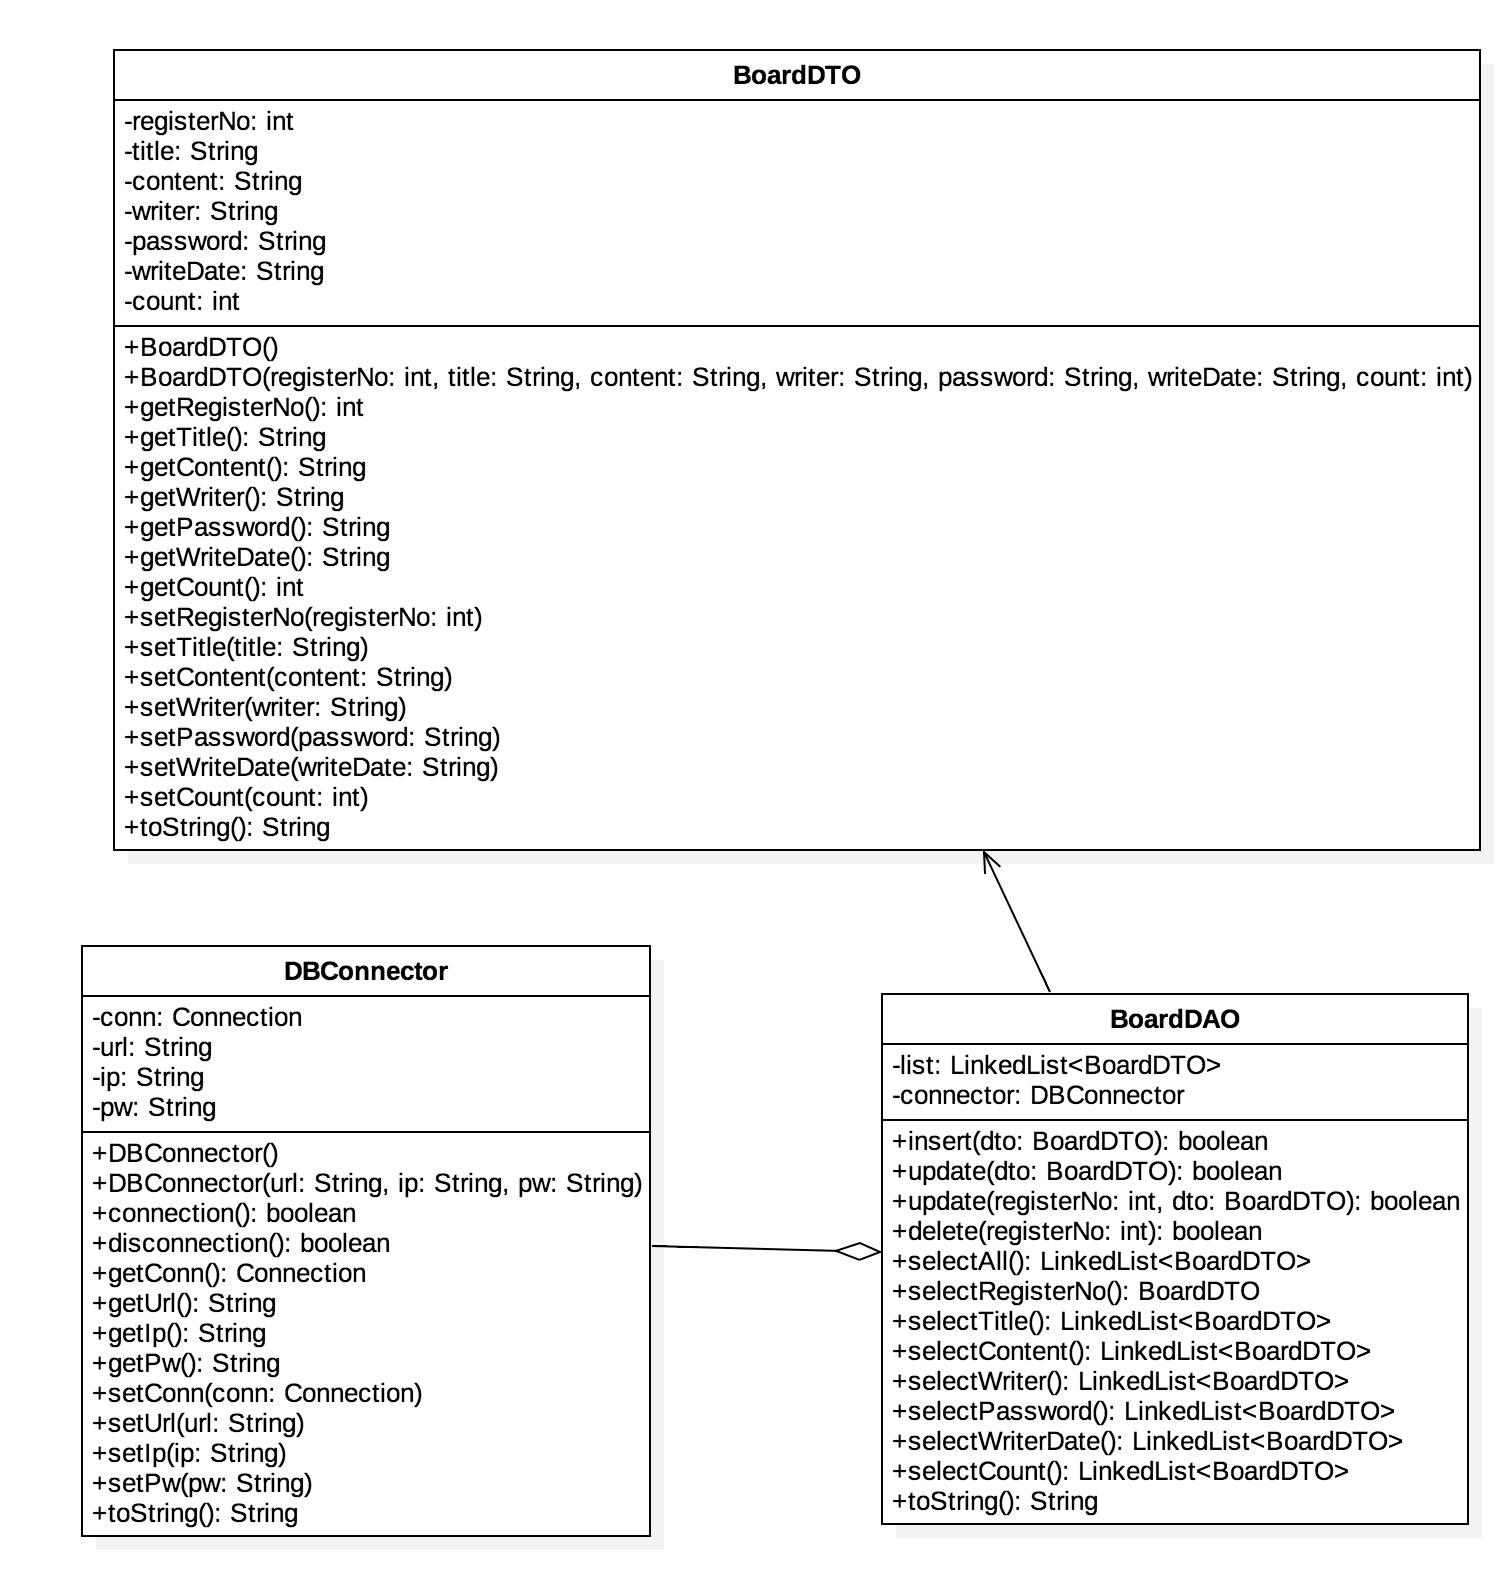 BoardDTO
-registerNo: int
-title: String
-content: String
-writer: String
-password: String
-writeDate: String
-count: int
+BoardDTO()
+BoardDTO(registerNo: int, title: String, content: String, writer: String, password: String, writeDate: String, count: int)
+getRegisterNo(): int
+getTitle(): String
+getContent(): String
+getWriter(): String
+getPassword(): String
+getWriteDate(): String
+getCount(): int
+setRegisterNo(registerNo: int)
+setTitle(title: String)
+setContent(content: String)
+setWriter(writer: String)
+setPassword(password: String)
+setWriteDate(writeDate: String)
+setCount(count: int)
+toString(): String
DBConnector
-conn: Connection
-url: String
-ip: String
-pw: String
+DBConnector()
+DBConnector(url: String, ip: String, pw: String)
+connection(): boolean
+disconnection(): boolean
+getConn(): Connection
+getUrl(): String
+getIp(): String
+getPw(): String
+setConn(conn: Connection)
+setUrl(url: String)
+setIp(ip: String)
+setPw(pw: String)
+toString(): String
BoardDAO
-list: LinkedList<BoardDTO>
-connector: DBConnector
+insert(dto: BoardDTO): boolean
+update(dto: BoardDTO): boolean
+update(registerNo: int, dto: BoardDTO): boolean
+delete(registerNo: int): boolean
+selectAll(): LinkedList<BoardDTO>
+selectRegisterNo(): BoardDTO
+selectTitle(): LinkedList<BoardDTO>
+selectContent(): LinkedList<BoardDTO>
+selectWriter(): LinkedList<BoardDTO>
+selectPassword(): LinkedList<BoardDTO>
+selectWriterDate(): LinkedList<BoardDTO>
+selectCount(): LinkedList<BoardDTO>
+toString(): String